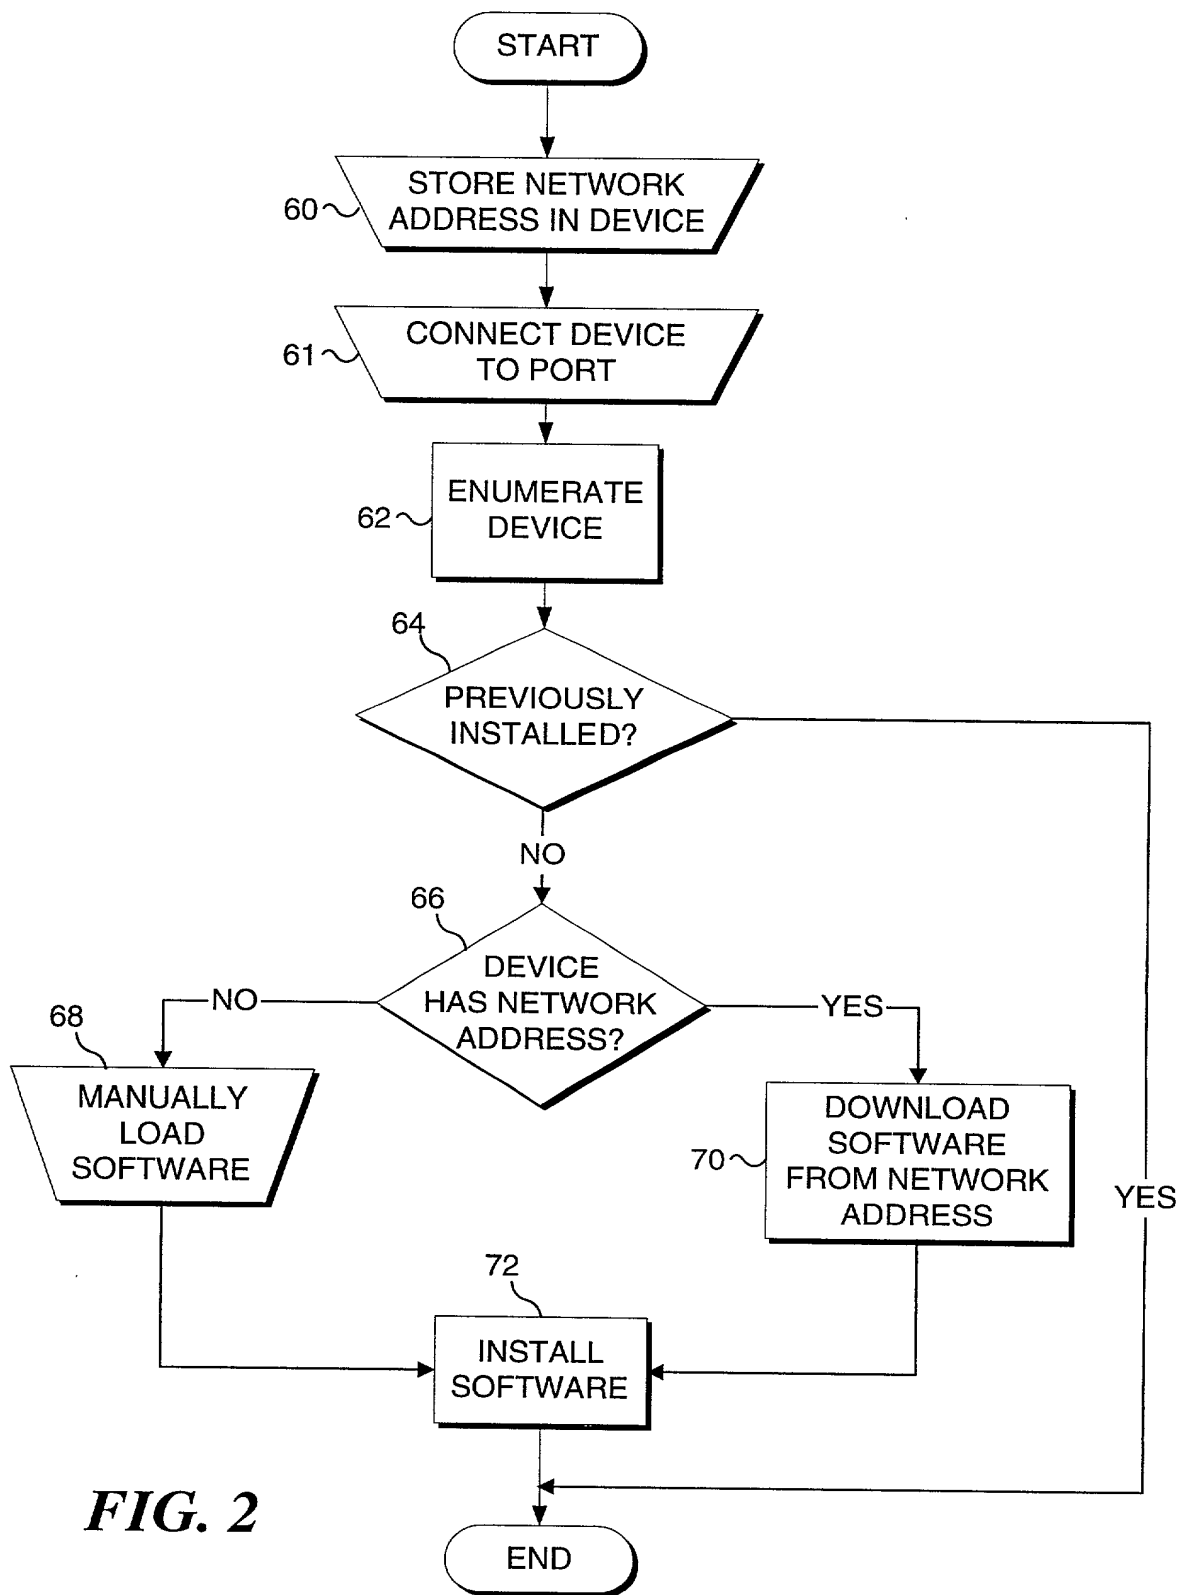 START
60
STORE NETWORK
ADDRESS IN DEVICE
61
CONNECT DEVICE
TO PORT
62
ENUMERATE
DEVICE
64
PREVIOUSLY
INSTALLED?
NO
66
DEVICE
HAS NETWORK
ADDRESS?
NO
YES
68
MANUALLY
LOAD
SOFTWARE
70
DOWNLOAD
SOFTWARE
FROM NETWORK
ADDRESS
YES
72
INSTALL
SOFTWARE
FIG. 2
END